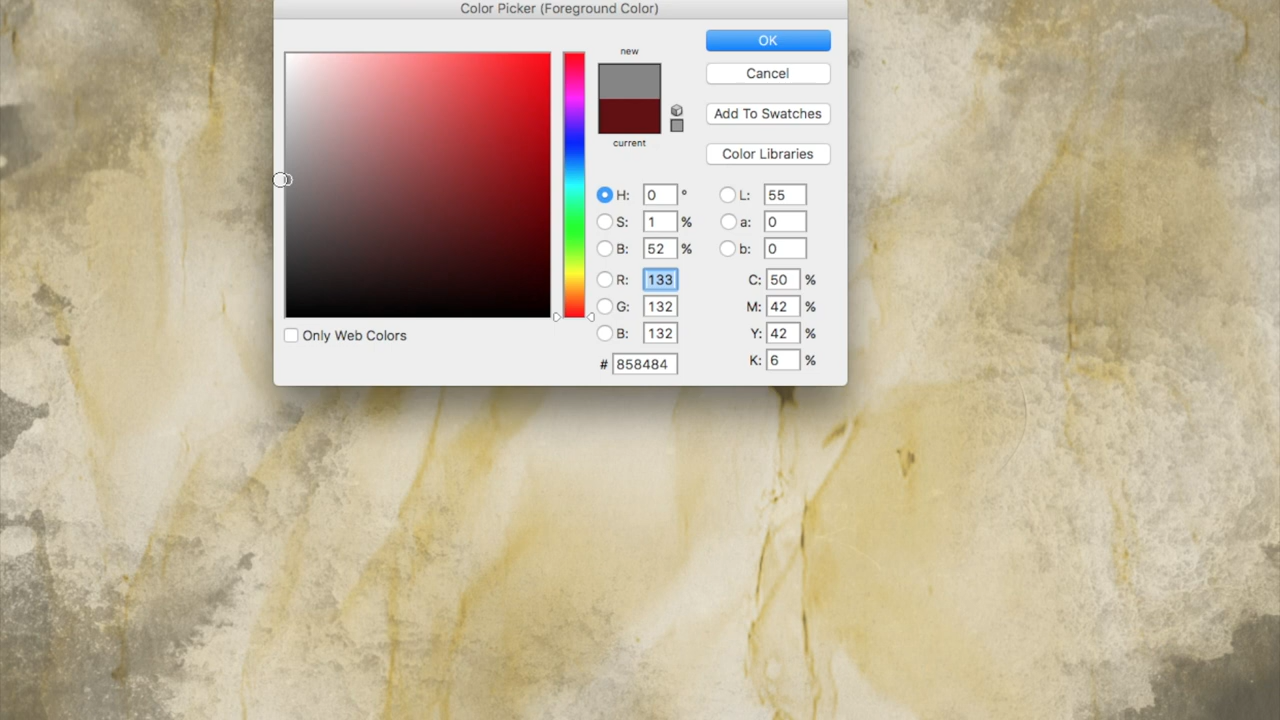 Color Picker (Foreground Color)
new
current
OK
Cancel
Add To Swatches
Color Libraries
H: 0 °
S: 1 %
B: 52 %
R: 133
G: 132
B: 132
# 858484
L: 55
a: 0
b: 0
C: 50 %
M: 42 %
Y: 42 %
K: 6 %
Only Web Colors